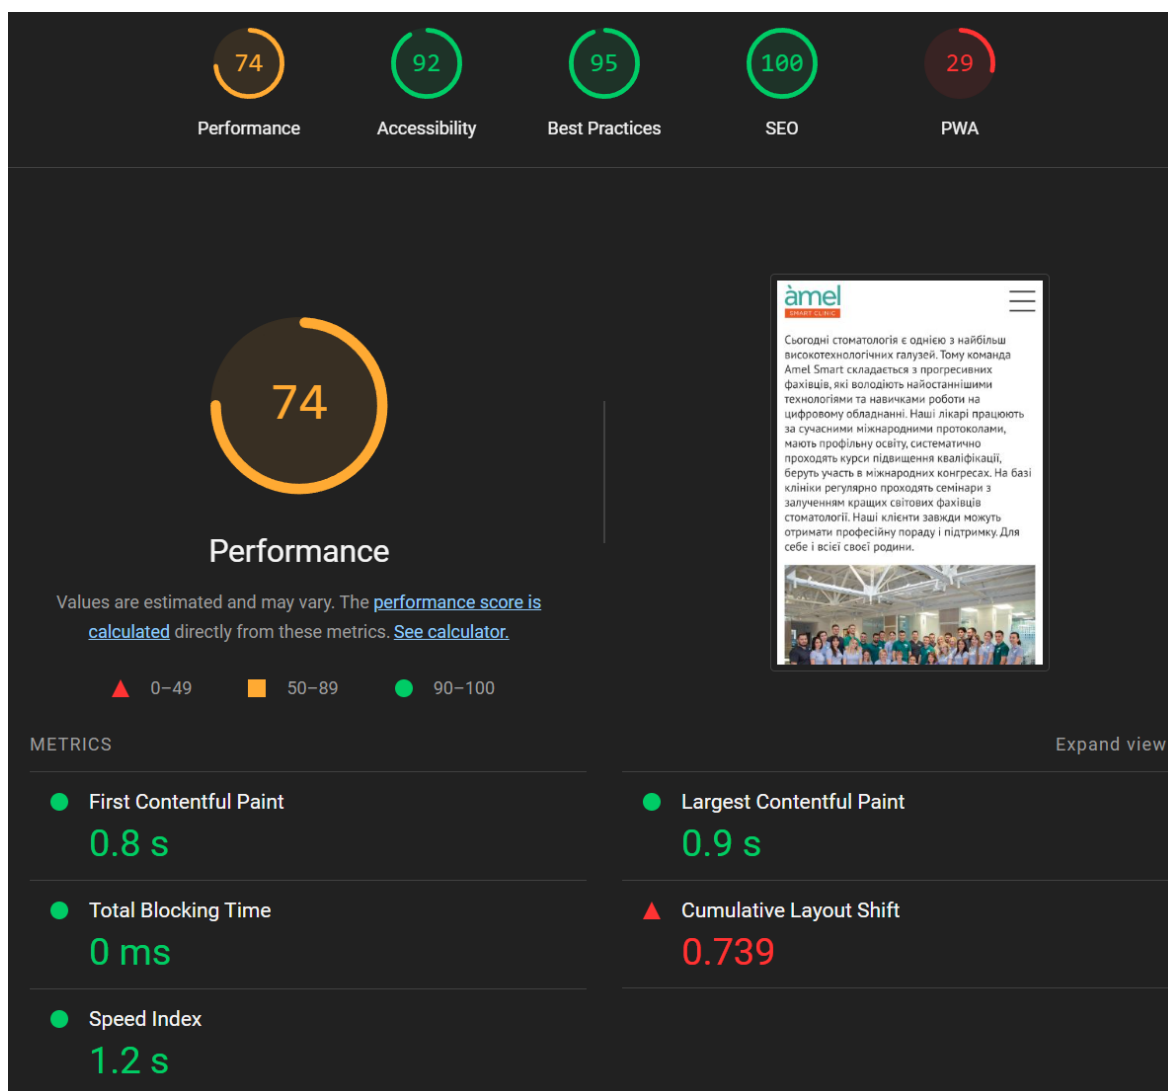 74
92
95
100
29
Performance
Accessibility
Best Practices
SEO
PWA
74
Performance
Values are estimated and may vary. The performance score is
calculated directly from these metrics. See calculator.
0–49
50–89
90–100
àmel
SMART CLINIC
Сьогодні стоматологія є однією з найбільш
високотехнологічних галузей. Тому команда
Amel Smart складається з прогресивних
фахівців, які володіють найостаннішими
технологіями та навичками роботи на
цифровому обладнанні. Наші лікарі працюють
за сучасними міжнародними протоколами,
мають профільну освіту, систематично
проходять курси підвищення кваліфікації,
беруть участь в міжнародних конгресах. На базі
клініки регулярно проходять семінари з
залученням кращих світових фахівців
стоматології. Наші клієнти завжди можуть
отримати професійну пораду і підтримку. Для
себе і всієї своєї родини.
METRICS
Expand view
First Contentful Paint
0.8 s
Largest Contentful Paint
0.9 s
Total Blocking Time
0 ms
Cumulative Layout Shift
0.739
Speed Index
1.2 s